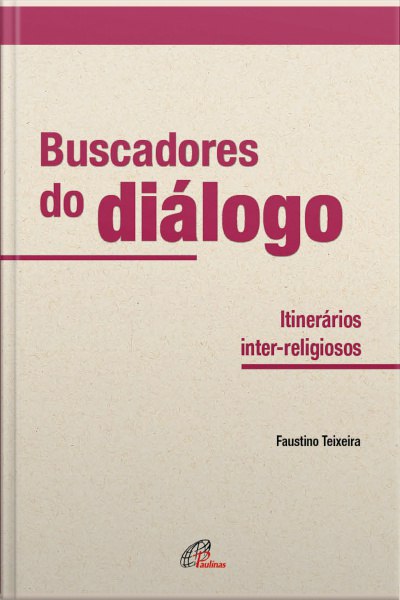 Buscadores
do diálogo
Itinerários
inter-religiosos
Faustino Teixeira
Paulinas